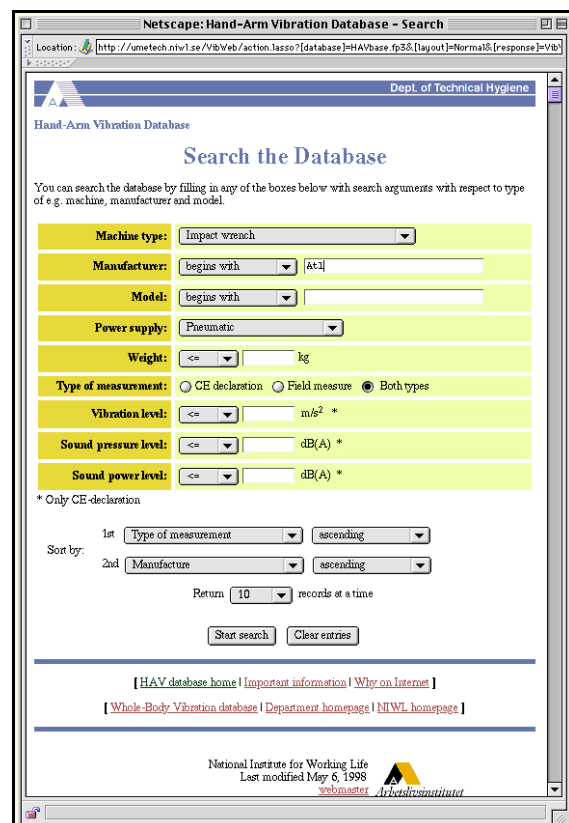 Netscape: Hand-Arm Vibration Database - Search
Location: http://umetech.niwl.se/VibWeb/action.lasso?[database]=HAVbase.fp3&[layout]=Normal&[response]=Vib
Dept. of Technical Hygiene
Hand-Arm Vibration Database
Search the Database
You can search the database by filling in any of the boxes below with search arguments with respect to type
of e.g. machine, manufacturer and model.
Machine type: Impact wrench
Manufacturer: begins with Atl
Model: begins with
Power supply: Pneumatic
Weight: <= kg
Type of measurement: CE declaration Field measure Both types
Vibration level: <= m/s² *
Sound pressure level: <= dB(A) *
Sound power level: <= dB(A) *
* Only CE-declaration
Sort by:
1st Type of measurement ascending
2nd Manufacture ascending
Return 10 records at a time
Start search Clear entries
[ HAV database home | Important information | Why on Internet ]
[ Whole-Body Vibration database | Department homepage | NIWL homepage ]
National Institute for Working Life
Last modified May 6, 1998
webmaster Arbetslivsinstitutet